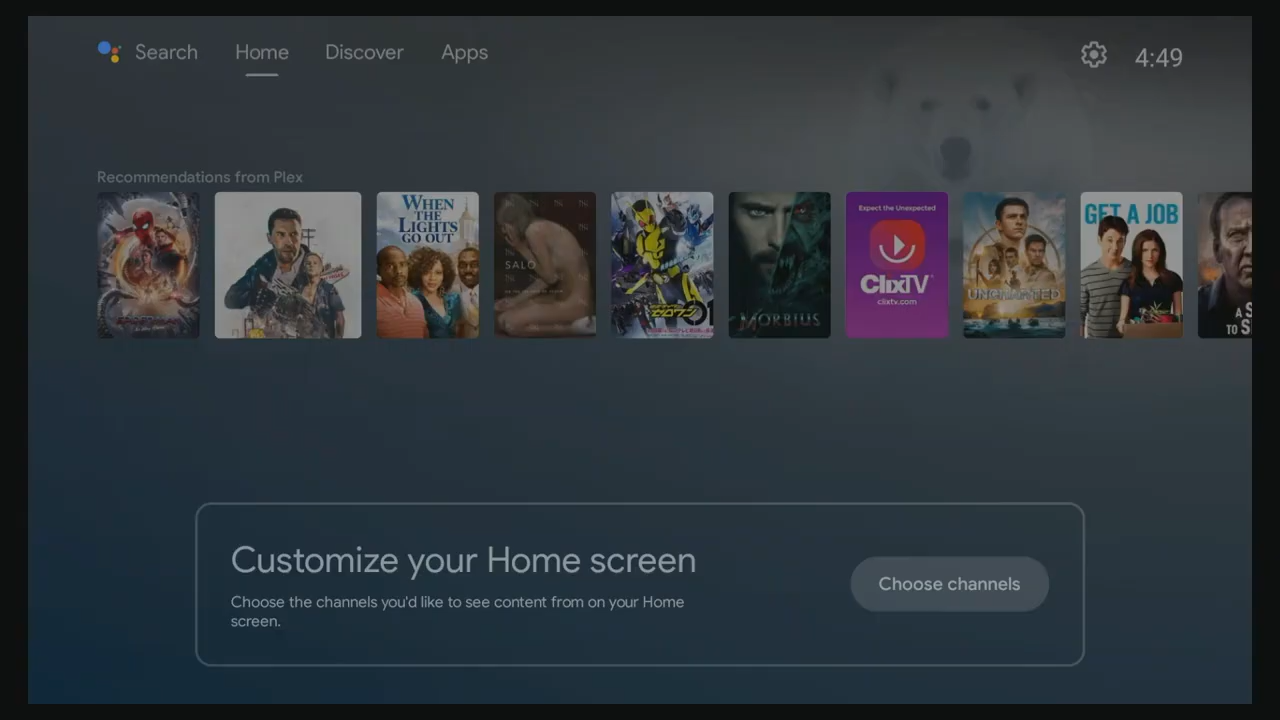 Search
Home
Discover
Apps
4:49
Recommendations from Plex
WHEN
THE
LIGHTS
GO OUT
SALO
MORBIUS
Expect the Unexpected
ClixTV
clixtv.com
UNCHARTED
GET A JOB
Customize your Home screen
Choose the channels you'd like to see content from on your Home
screen.
Choose channels